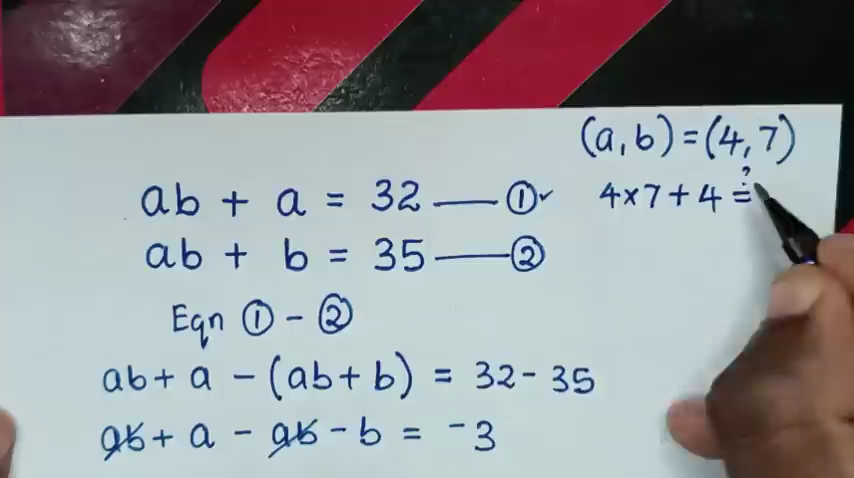 (a, b) = (4, 7)
4×7 + 4 ≟
ab + a = 32 —— ① ✓
ab + b = 35 —— ②
Eqn ① - ②
ab + a - (ab + b) = 32 - 35
ab + a - ab - b = -3